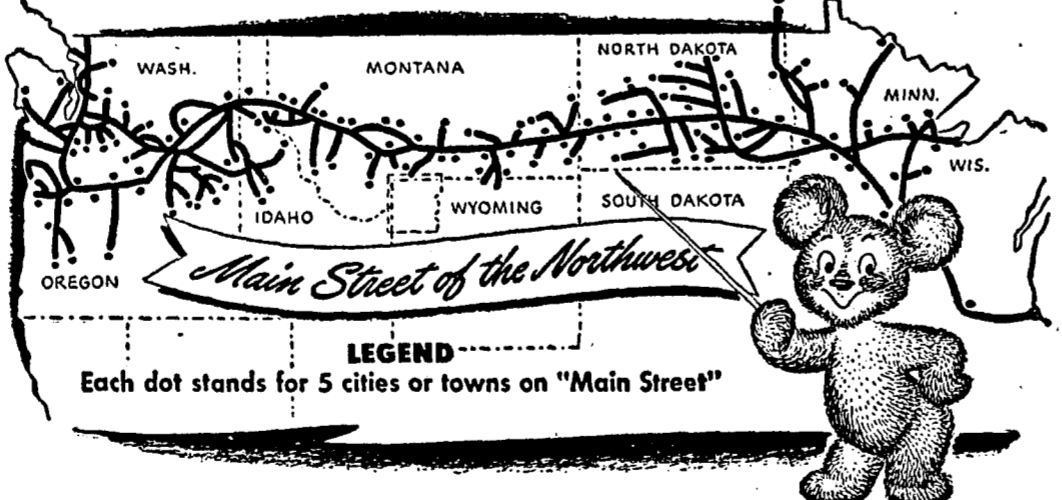 WASH.
MONTANA
NORTH DAKOTA
MINN.
WIS.
IDAHO
WYOMING
SOUTH DAKOTA
OREGON
Main Street of the Northwest
LEGEND
Each dot stands for 5 cities or towns on "Main Street"